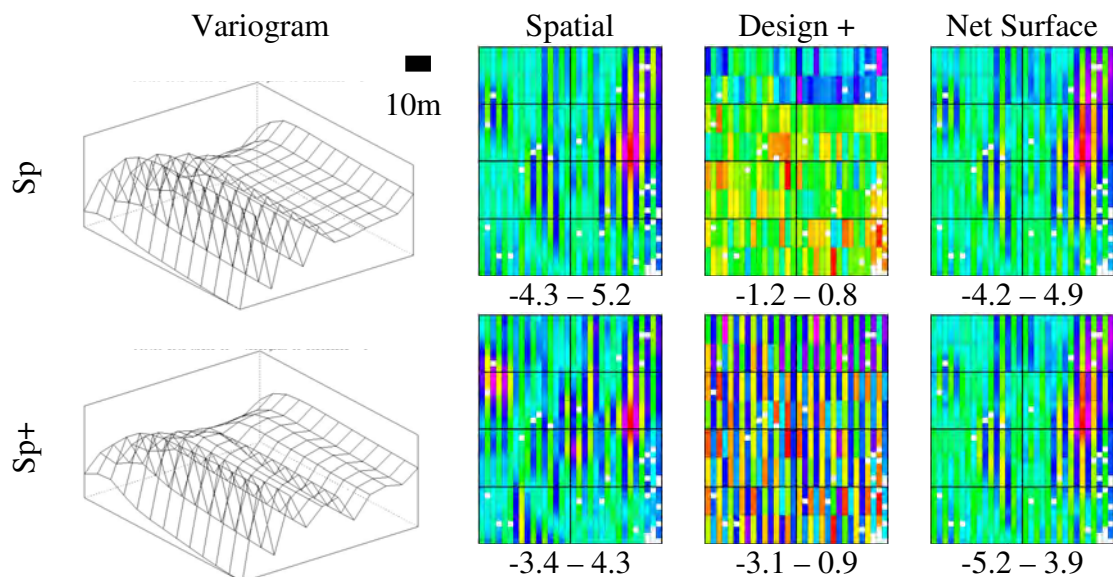 Variogram Spatial Design + Net Surface
10m
Sp
-4.3 – 5.2 -1.2 – 0.8 -4.2 – 4.9
Sp+
-3.4 – 4.3 -3.1 – 0.9 -5.2 – 3.9